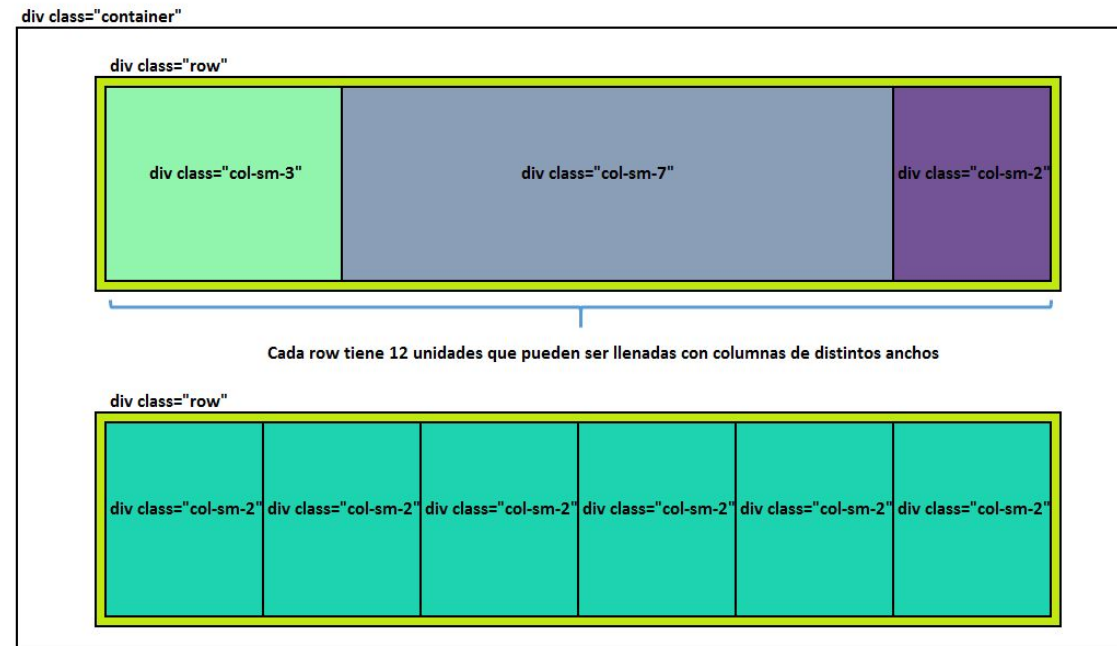 div class="container"
div class="row"
div class="col-sm-3"
div class="col-sm-7"
div class="col-sm-2"
Cada row tiene 12 unidades que pueden ser llenadas con columnas de distintos anchos
div class="row"
div class="col-sm-2"
div class="col-sm-2"
div class="col-sm-2"
div class="col-sm-2"
div class="col-sm-2"
div class="col-sm-2"